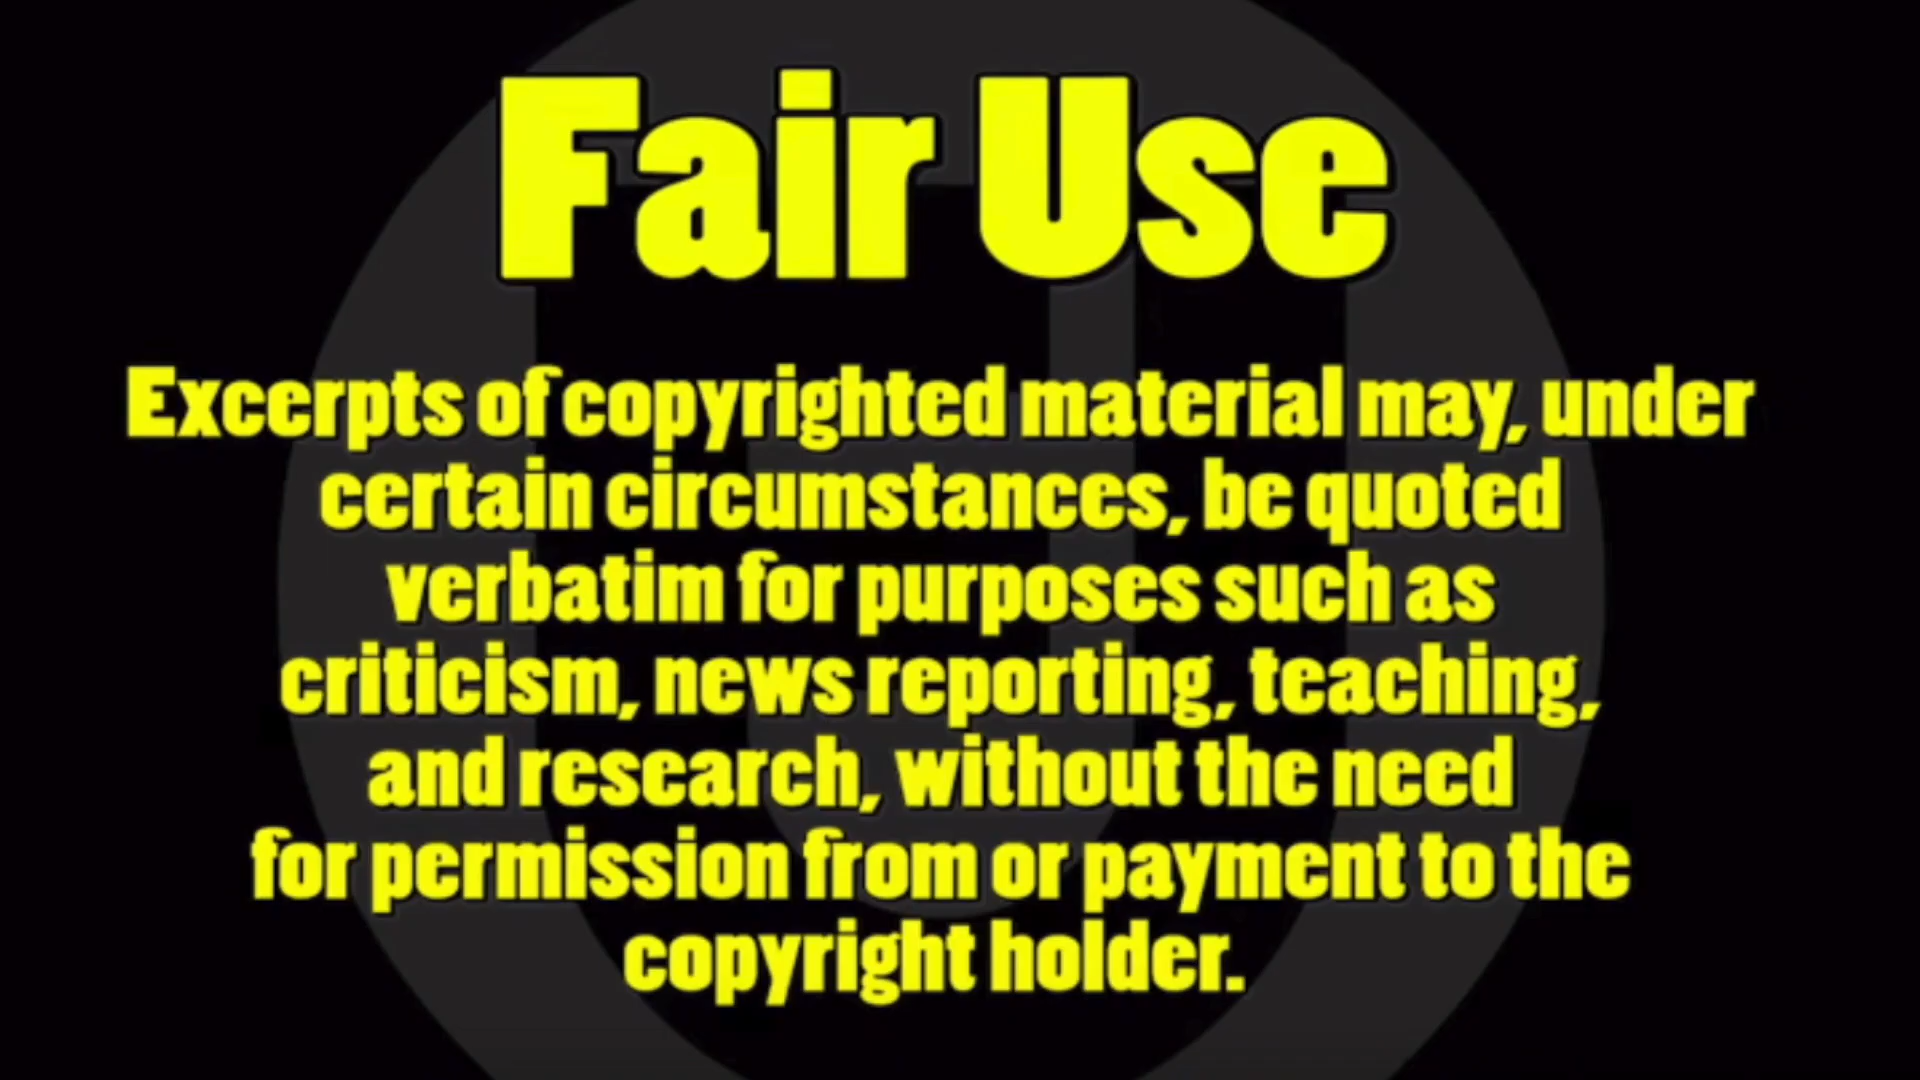 Fair Use
Excerpts of copyrighted material may, under
certain circumstances, be quoted
verbatim for purposes such as
criticism, news reporting, teaching,
and research, without the need
for permission from or payment to the
copyright holder.